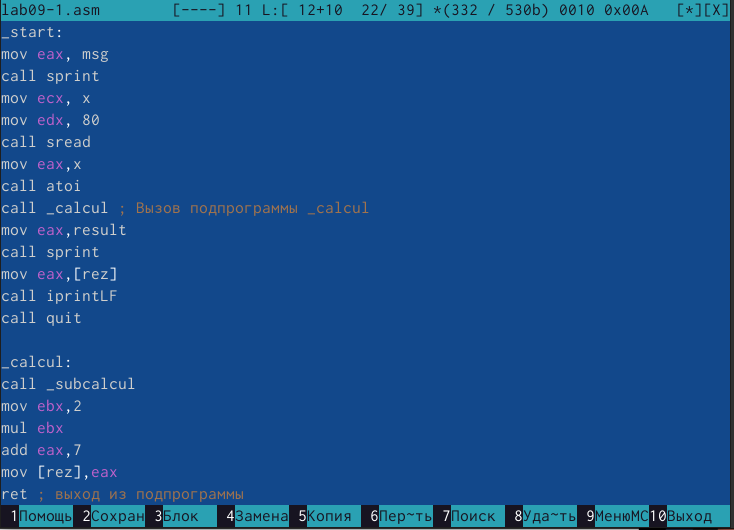 lab09-1.asm [----] 11 L:[ 12+10 22/ 39] *(332 / 530b) 0010 0x00A [*][X]
_start:
mov eax, msg
call sprint
mov ecx, x
mov edx, 80
call sread
mov eax,x
call atoi
call _calcul ; Вызов подпрограммы _calcul
mov eax,result
call sprint
mov eax,[rez]
call iprintLF
call quit
_calcul:
call _subcalcul
mov ebx,2
mul ebx
add eax,7
mov [rez],eax
ret ; выход из подпрограммы
1Помощь 2Сохран 3Блок 4Замена 5Копия 6Пер~ть 7Поиск 8Уда~ть 9МенюMC 10Выход